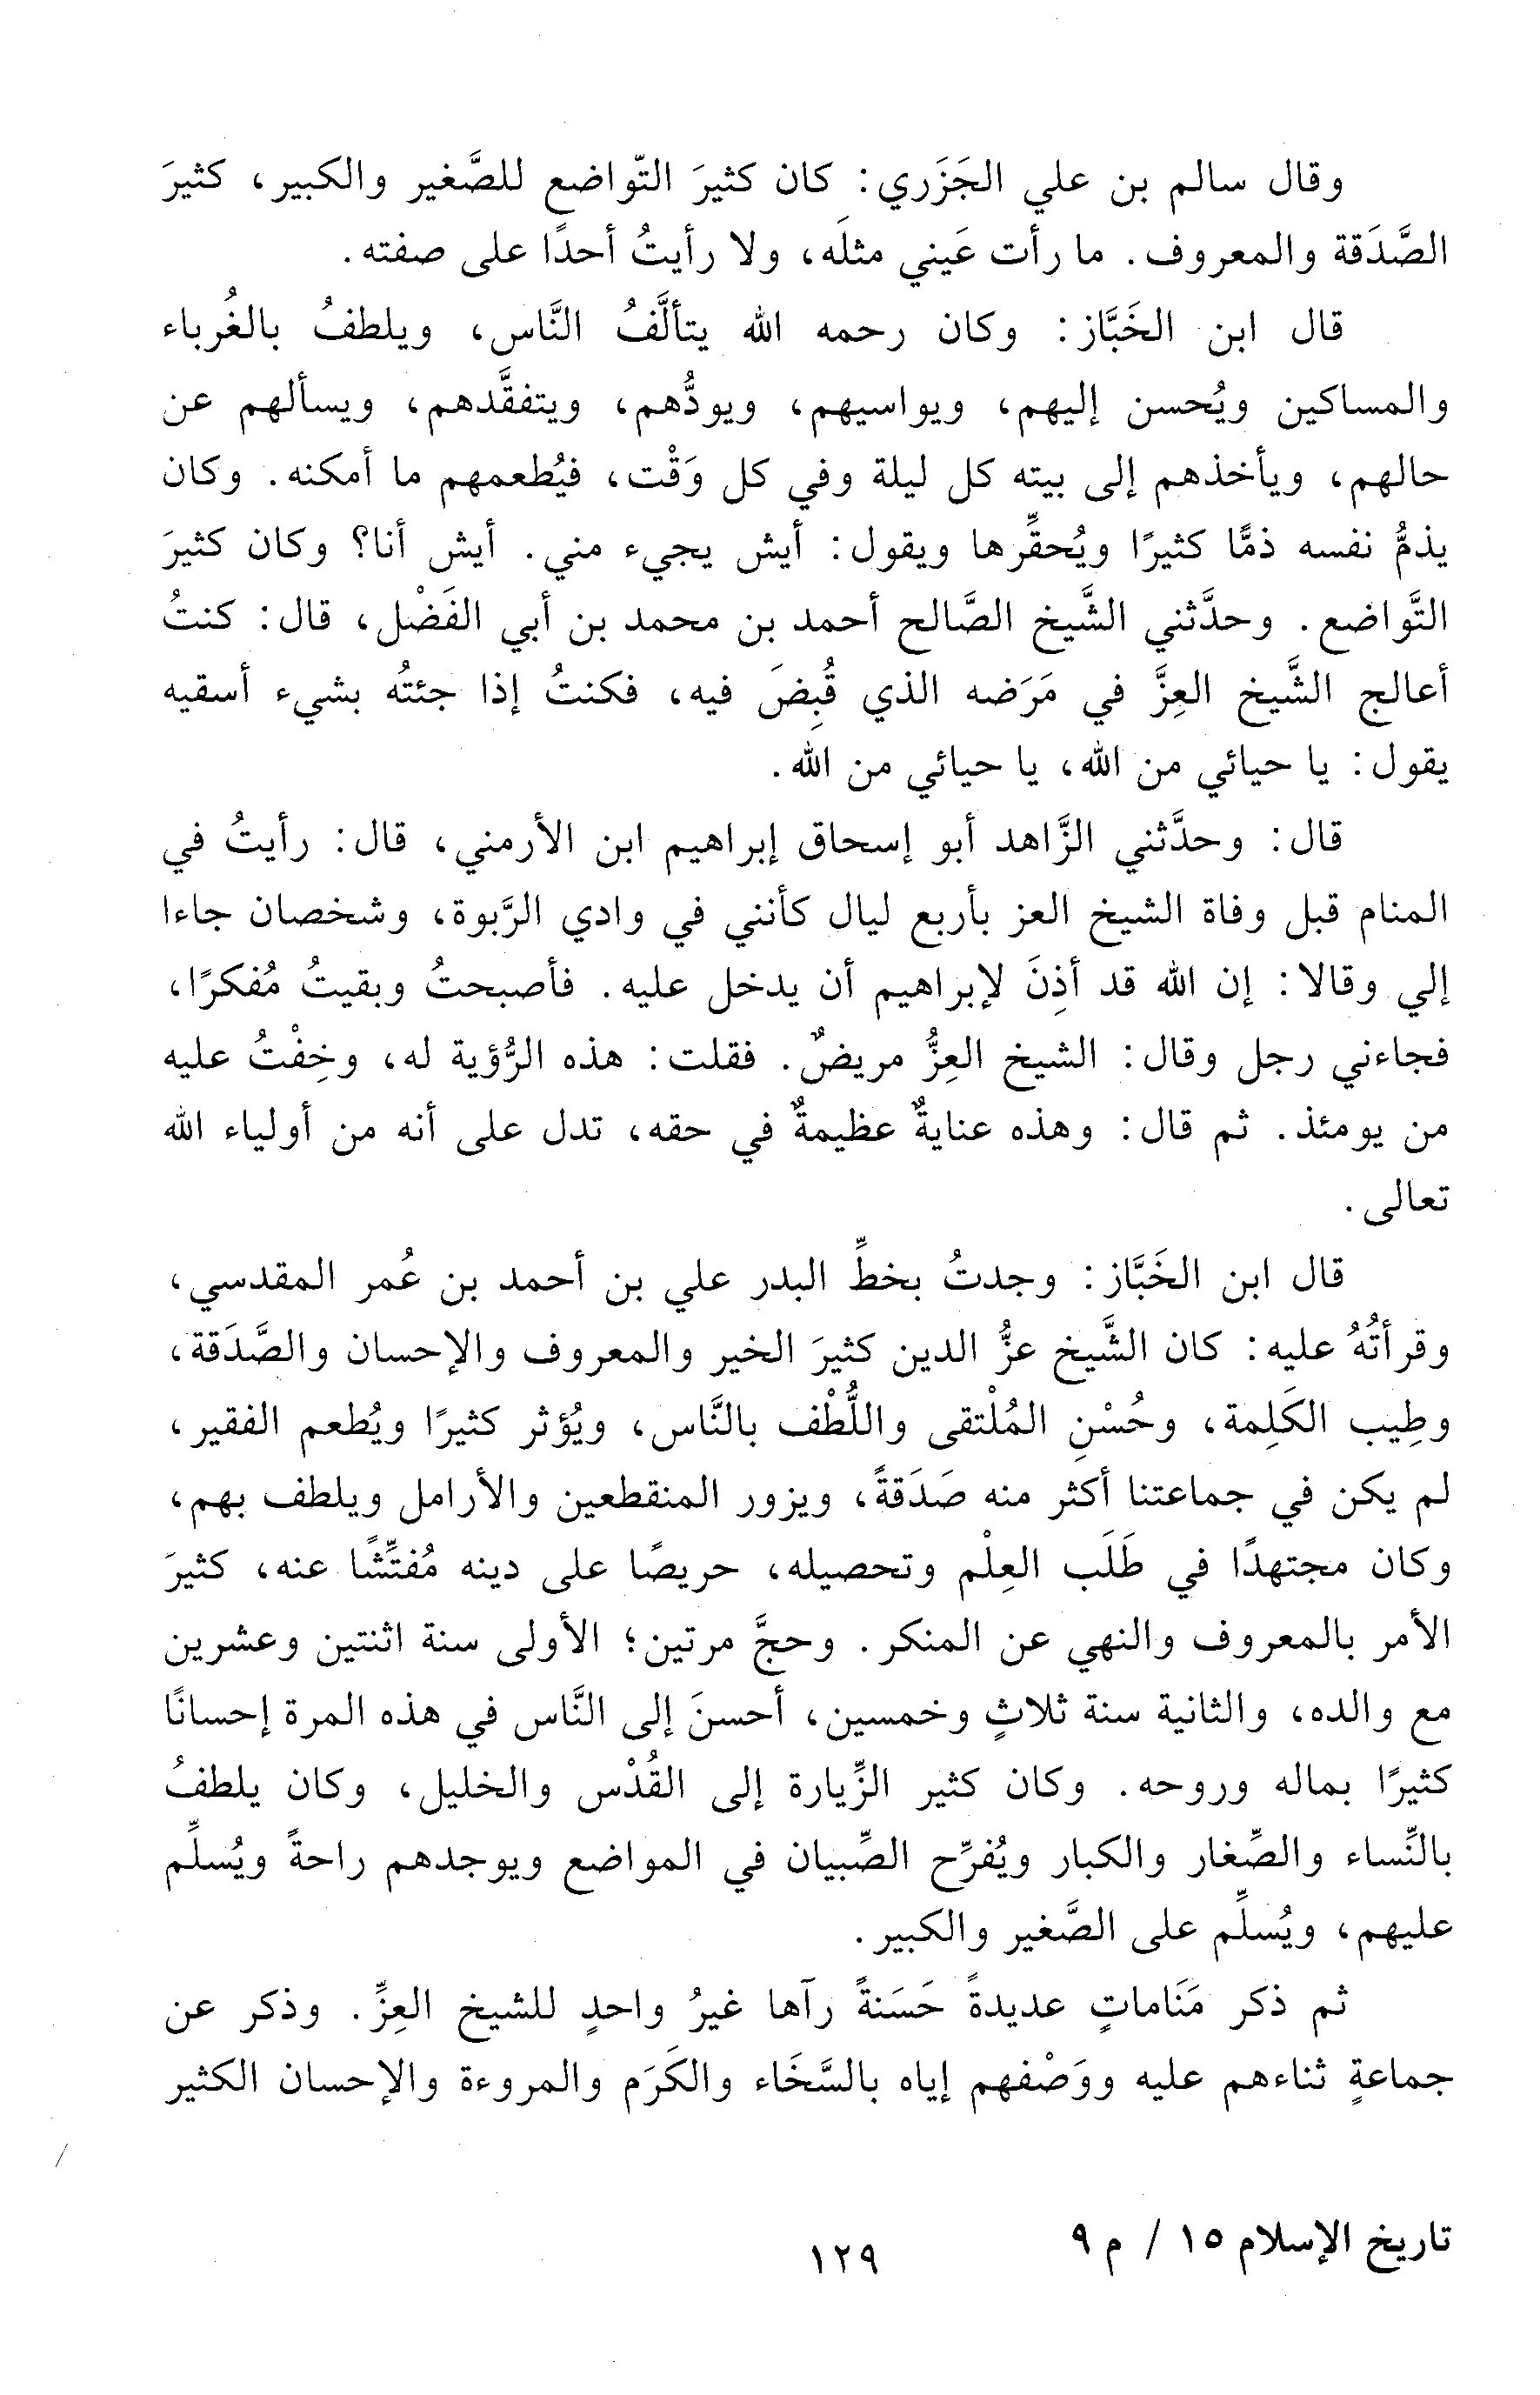 وقال سالم بن علي الجَزَري: كان كثيرَ التّواضع للصَّغير والكبير، كثيرَ
الصَّدَقة والمعروف. ما رأت عَيني مثلَه، ولا رأيتُ أحدًا على صفته.
قال ابن الخَبَّاز: وكان رحمه الله يتألَّفُ النَّاس، ويلطفُ بالغُرباء
والمساكين ويُحسن إليهم، ويواسيهم، ويودُّهم، ويتفقَّدهم، ويسألهم عن
حالهم، ويأخذهم إلى بيته كل ليلة وفي كل وَقْت، فيُطعمهم ما أمكنه. وكان
يذمُّ نفسه ذمًّا كثيرًا ويُحقِّرها ويقول: أيش يجيء مني. أيش أنا؟ وكان كثيرَ
التَّواضع. وحدَّثني الشَّيخ الصَّالح أحمد بن محمد بن أبي الفَضْل، قال: كنتُ
أعالج الشَّيخ العِزَّ في مَرَضه الذي قُبِضَ فيه، فكنتُ إذا جئتُه بشيء أسقيه
يقول: يا حيائي من الله، يا حيائي من الله.
قال: وحدَّثني الزَّاهد أبو إسحاق إبراهيم ابن الأرمني، قال: رأيتُ في
المنام قبل وفاة الشيخ العز بأربع ليال كأنني في وادي الرَّبوة، وشخصان جاءا
إلي وقالا: إن الله قد أذِنَ لإبراهيم أن يدخل عليه. فأصبحتُ وبقيتُ مُفكرًا،
فجاءني رجل وقال: الشيخ العِزُّ مريضٌ. فقلت: هذه الرُّؤية له، وخِفْتُ عليه
من يومئذ. ثم قال: وهذه عنايةٌ عظيمةٌ في حقه، تدل على أنه من أولياء الله
تعالى.
قال ابن الخَبَّاز: وجدتُ بخطِّ البدر علي بن أحمد بن عُمر المقدسي،
وقرأتُهُ عليه: كان الشَّيخ عزُّ الدين كثيرَ الخير والمعروف والإحسان والصَّدَقة،
وطِيب الكَلِمة، وحُسْنِ المُلْتقى واللُّطْف بالنَّاس، ويُؤثر كثيرًا ويُطعم الفقير،
لم يكن في جماعتنا أكثر منه صَدَقةً، ويزور المنقطعين والأرامل ويلطف بهم،
وكان مجتهدًا في طَلَب العِلْم وتحصيله، حريصًا على دينه مُفتِّشًا عنه، كثيرَ
الأمر بالمعروف والنهي عن المنكر. وحجَّ مرتين؛ الأولى سنة اثنتين وعشرين
مع والده، والثانية سنة ثلاثٍ وخمسين، أحسنَ إلى النَّاس في هذه المرة إحسانًا
كثيرًا بماله وروحه. وكان كثير الزِّيارة إلى القُدْس والخليل، وكان يلطفُ
بالنِّساء والصِّغار والكبار ويُفرِّح الصِّبيان في المواضع ويوجدهم راحةً ويُسلِّم
عليهم، ويُسلِّم على الصَّغير والكبير.
ثم ذكر مَنَاماتٍ عديدةً حَسَنةً رآها غيرُ واحدٍ للشيخ العِزِّ. وذكر عن
جماعةٍ ثناءهم عليه ووَصْفهم إياه بالسَّخَاء والكَرَم والمروءة والإحسان الكثير
تاريخ الإسلام ١٥ / م ٩
١٢٩